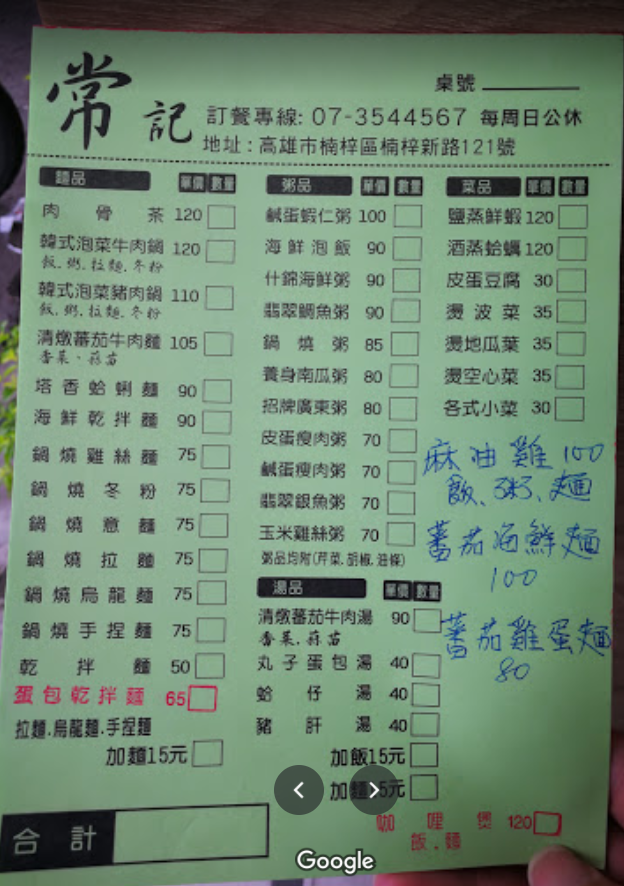 常記
桌號
訂餐專線: 07-3544567 每周日公休
地址：高雄市楠梓區楠梓新路121號
麵品 單價 數量
肉骨茶 120
韓式泡菜牛肉鍋 120
飯.粥.拉麵.冬粉
韓式泡菜豬肉鍋 110
飯.粥.拉麵.冬粉
清燉蕃茄牛肉麵 105
香菜、蒜苗
塔香蛤蜊麵 90
海鮮乾拌麵 90
鍋燒雞絲麵 75
鍋燒冬粉 75
鍋燒意麵 75
鍋燒拉麵 75
鍋燒烏龍麵 75
鍋燒手捏麵 75
乾拌麵 50
蛋包乾拌麵 65
拉麵.烏龍麵.手捏麵
加麵15元
合計
粥品 單價 數量
鹹蛋蝦仁粥 100
海鮮泡飯 90
什錦海鮮粥 90
翡翠鯛魚粥 90
鍋燒粥 85
養身南瓜粥 80
招牌廣東粥 80
皮蛋瘦肉粥 70
鹹蛋瘦肉粥 70
翡翠銀魚粥 70
玉米雞絲粥 70
粥品均附(芹菜.胡椒.油條)
湯品 單價 數量
清燉蕃茄牛肉湯 90
香菜.蒜苗
丸子蛋包湯 40
蛤仔湯 40
豬肝湯 40
加飯15元
加麵5元
菜品 單價 數量
鹽蒸鮮蝦 120
酒蒸蛤蠣 120
皮蛋豆腐 30
燙波菜 35
燙地瓜葉 35
燙空心菜 35
各式小菜 30
麻油雞 100
飯、粥、麵
蕃茄海鮮麵
100
蕃茄雞蛋麵
80
咖哩煲 120
飯.麵
Google